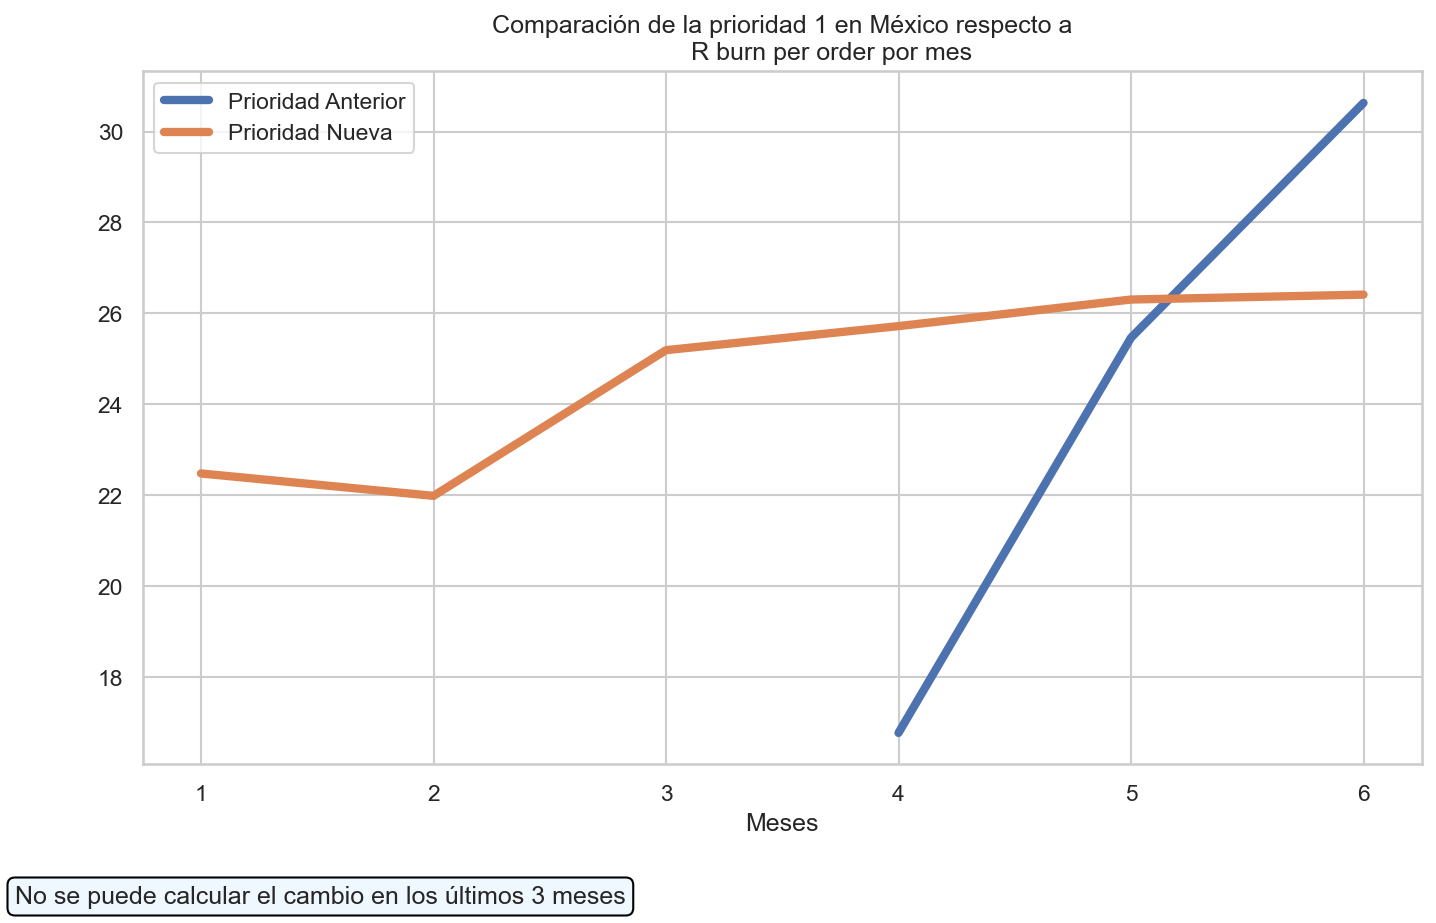 Comparación de la prioridad 1 en México respecto a
R burn per order por mes
Prioridad Anterior
Prioridad Nueva
30
28
26
24
22
20
18
1 2 3 4 5 6
Meses
No se puede calcular el cambio en los últimos 3 meses